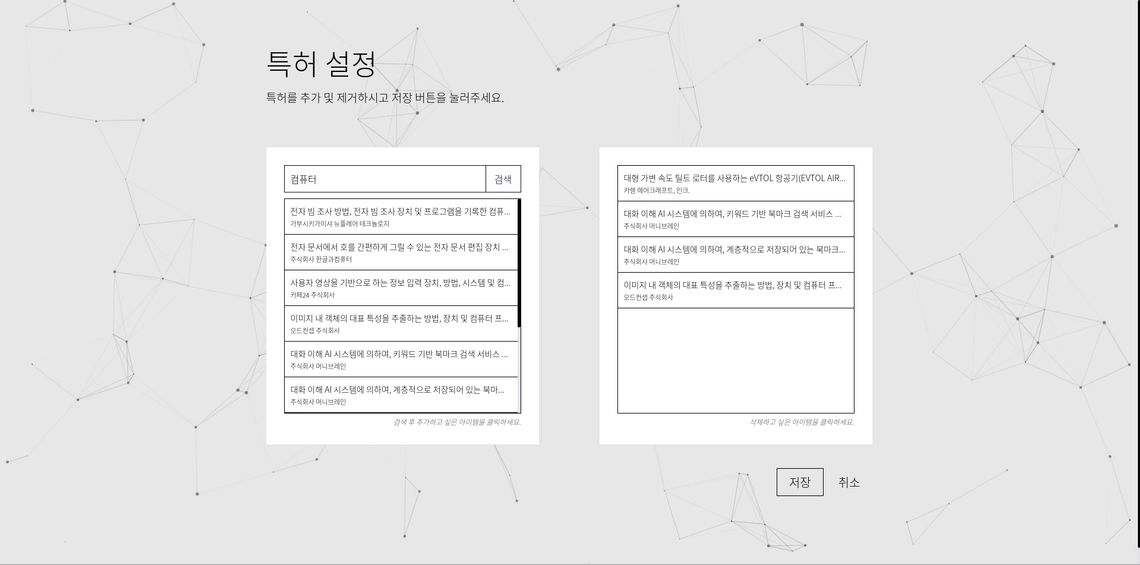 특허 설정
특허를 추가 및 제거하시고 저장 버튼을 눌러주세요.
컴퓨터
검색
전자 빔 조사 방법, 전자 빔 조사 장치 및 프로그램을 기록한 컴퓨...
가부시키가이샤 뉴플레어 테크놀로지
전자 문서에서 호를 간편하게 그릴 수 있는 전자 문서 편집 장치 ...
주식회사 한글과컴퓨터
사용자 영상을 기반으로 하는 정보 입력 장치, 방법, 시스템 및 컴...
카페24 주식회사
이미지 내 객체의 대표 특성을 추출하는 방법, 장치 및 컴퓨터 프...
오드컨셉 주식회사
대화 이해 AI 시스템에 의하여, 키워드 기반 북마크 검색 서비스 ...
주식회사 머니브레인
대화 이해 AI 시스템에 의하여, 계층적으로 저장되어 있는 북마...
주식회사 머니브레인
검색 후 추가하고 싶은 아이템을 클릭하세요.
대형 가변 속도 틸트 로터를 사용하는 eVTOL 항공기(EVTOL AIR...
카렘 에어크래프트, 인크.
대화 이해 AI 시스템에 의하여, 키워드 기반 북마크 검색 서비스 ...
주식회사 머니브레인
대화 이해 AI 시스템에 의하여, 계층적으로 저장되어 있는 북마크...
주식회사 머니브레인
이미지 내 객체의 대표 특성을 추출하는 방법, 장치 및 컴퓨터 프...
오드컨셉 주식회사
삭제하고 싶은 아이템을 클릭하세요.
저장
취소